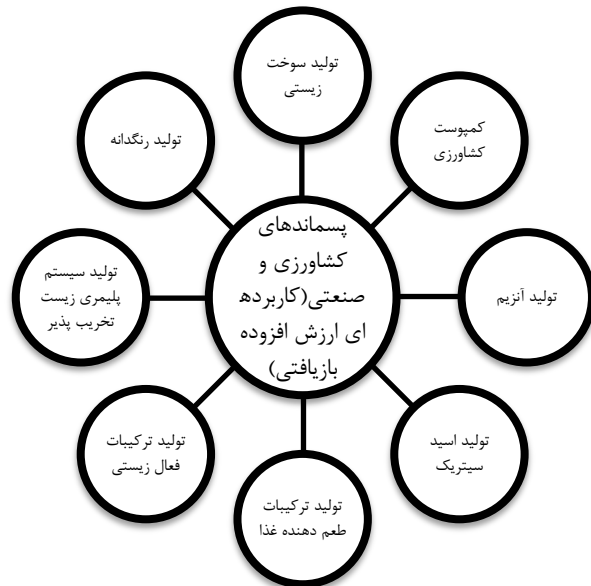 تولید سوخت
زیستی
کمپوست
کشاورزی
تولید آنزیم
تولید اسید
سیتریک
تولید ترکیبات
طعم دهنده غذا
تولید ترکیبات
فعال زیستی
تولید سیستم
پلیمری زیست
تخریب پذیر
تولید رنگدانه
پسماندهای
کشاورزی و
صنعتی(کاربرده
ای ارزش افزوده
بازیافتی)